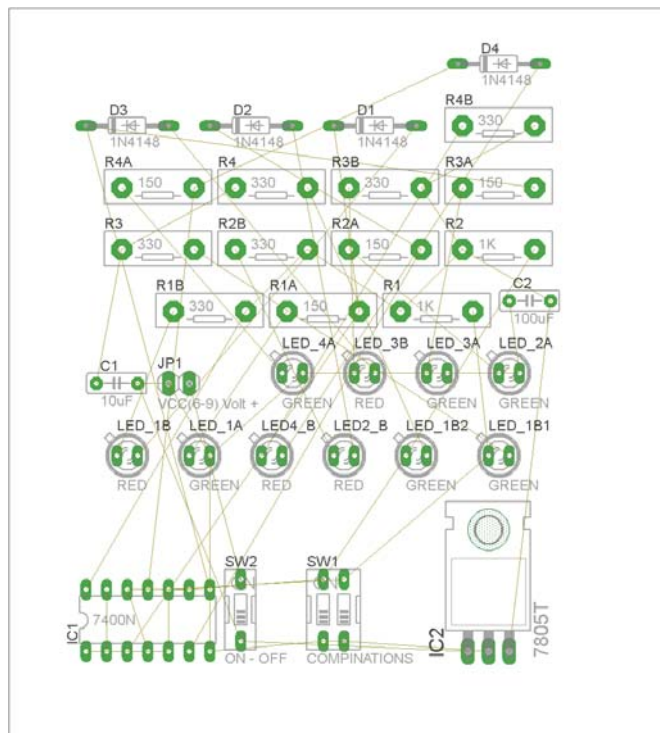 D4
1N4148
D3 D2 D1 R4B
1N4148 1N4148 1N4148 330
R4A R4 R3B R3A
150 330 330 150
R3 R2B R2A R2
330 330 150 1K
R1B R1A R1 C2
330 150 1K 100uF
LED_4A LED_3B LED_3A LED_2A
C1 JP1
10uF VCC(6-9) Volt + GREEN RED GREEN GREEN
LED_1B LED_1A LED4_B LED2_B LED_1B2 LED_1B1
RED GREEN RED RED GREEN GREEN
SW2 SW1
ON ON
IC1 7400N
ON - OFF COMPINATIONS IC2 7805T